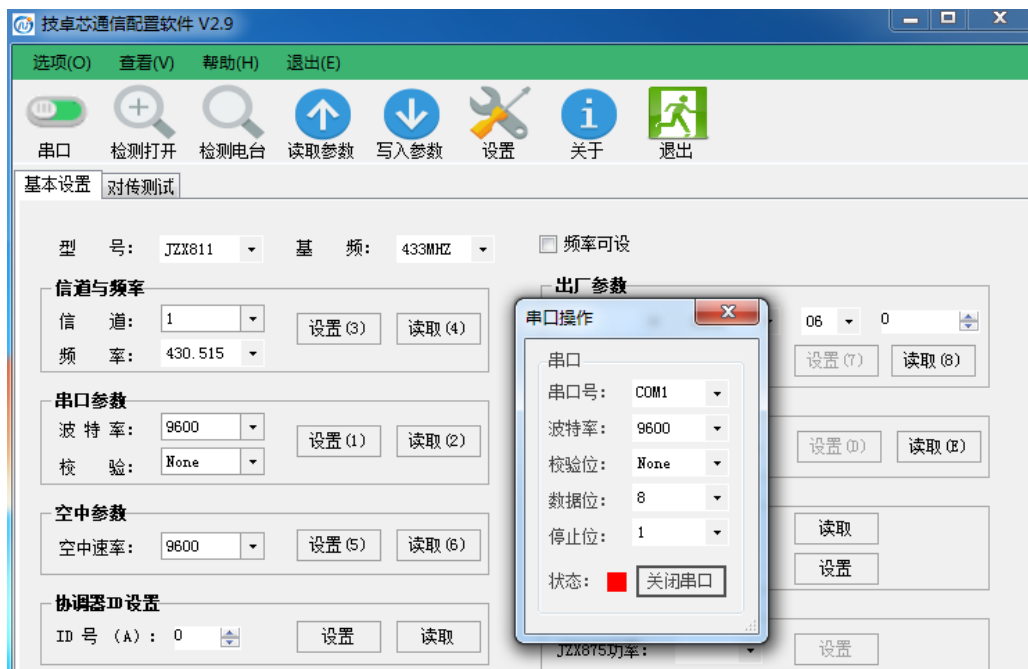 技卓芯通信配置软件 V2.9
选项(O) 查看(V) 帮助(H) 退出(E)
串口 检测打开 检测电台 读取参数 写入参数 设置 关于 退出
基本设置 对传测试
型 号: JZX811 基 频: 433MHZ 频率可设
信道与频率
信 道: 1 设置(3) 读取(4)
频 率: 430.515
串口参数
波 特 率: 9600 设置(1) 读取(2)
校 验: None
空中参数
空中速率: 9600 设置(5) 读取(6)
协调器ID设置
ID 号 (A) : 0 设置 读取
出厂参数
06 0
设置(7) 读取(8)
设置(D) 读取(E)
读取
设置
JZX875功率: 设置
串口操作
串口
串口号: COM1
波特率: 9600
校验位: None
数据位: 8
停止位: 1
状态: 关闭串口